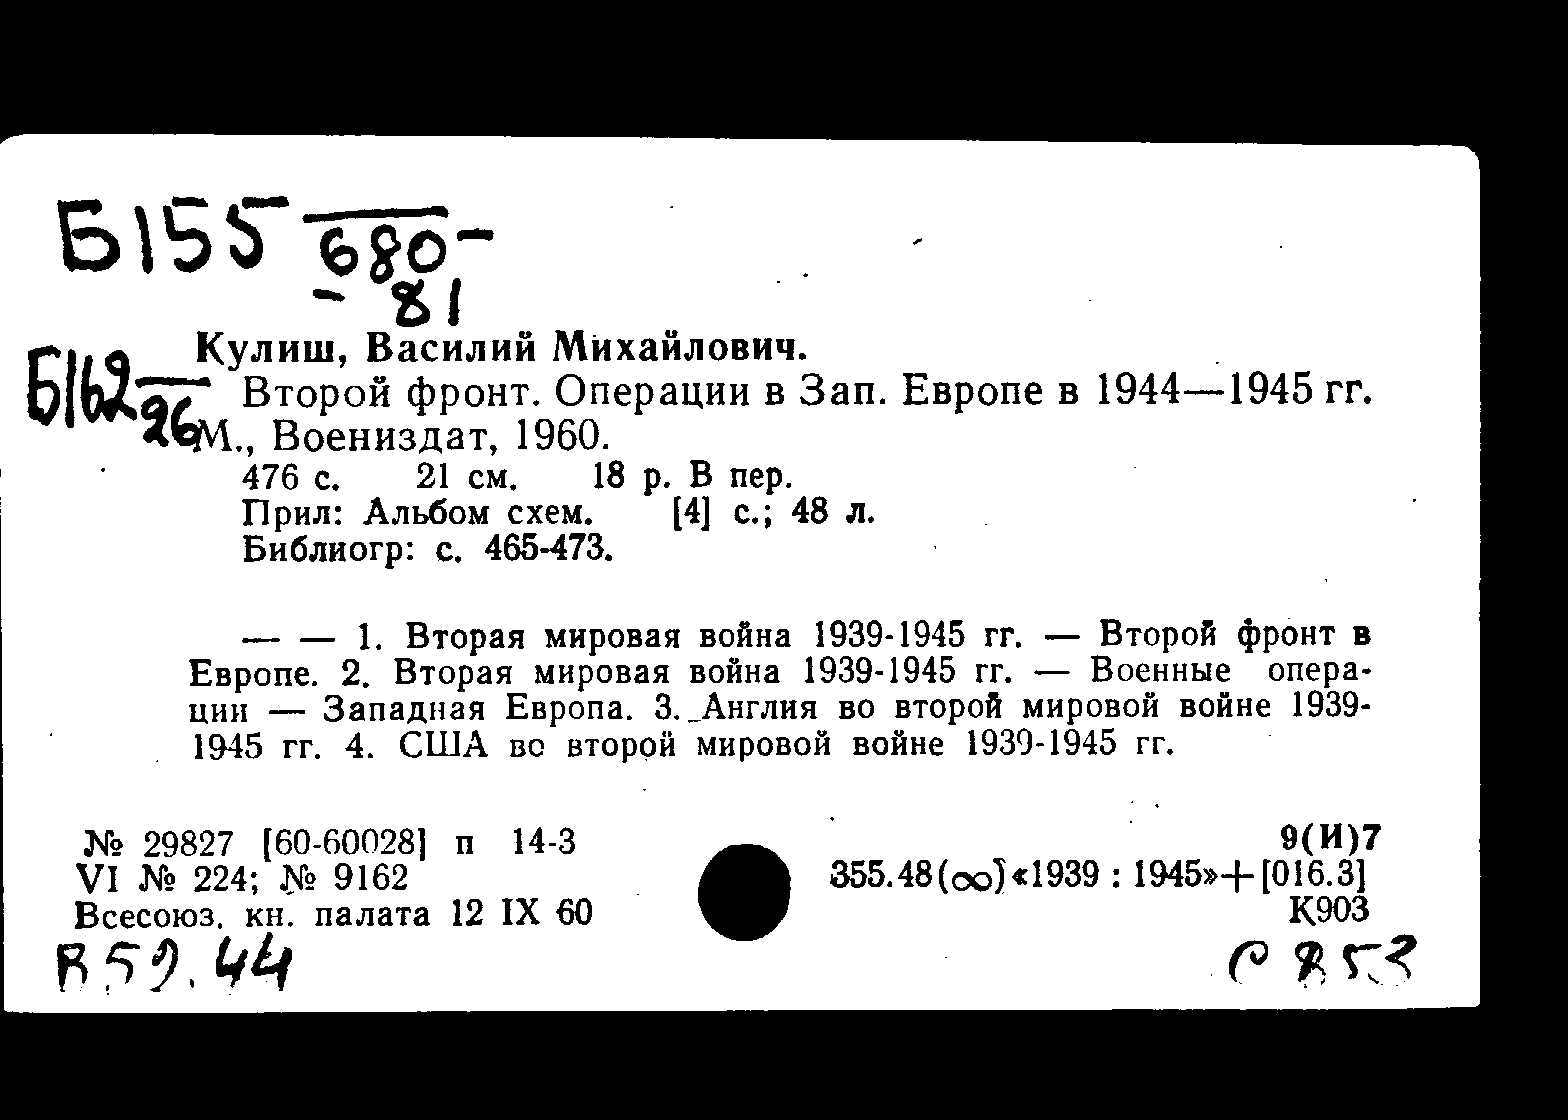 Б155 680-
- 81
Кулиш, Василий Михайлович.
Б162 96
Второй фронт. Операции в Зап. Европе в 1944—1945 гг.
М., Воениздат, 1960.
476 с. 21 см. 18 р. В пер.
Прил: Альбом схем. [4] с.; 48 л.
Библиогр: с. 465-473.
— — 1. Вторая мировая война 1939-1945 гг. — Второй фронт в
Европе. 2. Вторая мировая война 1939-1945 гг. — Военные опера-
ции — Западная Европа. 3. Англия во второй мировой войне 1939-
1945 гг. 4. США во второй мировой войне 1939-1945 гг.
№ 29827 [60-60028] п 14-3 9(И)7
VI № 224; № 9162 355.48(∞)«1939 : 1945»+[016.3]
Всесоюз. кн. палата 12 IX 60 К903